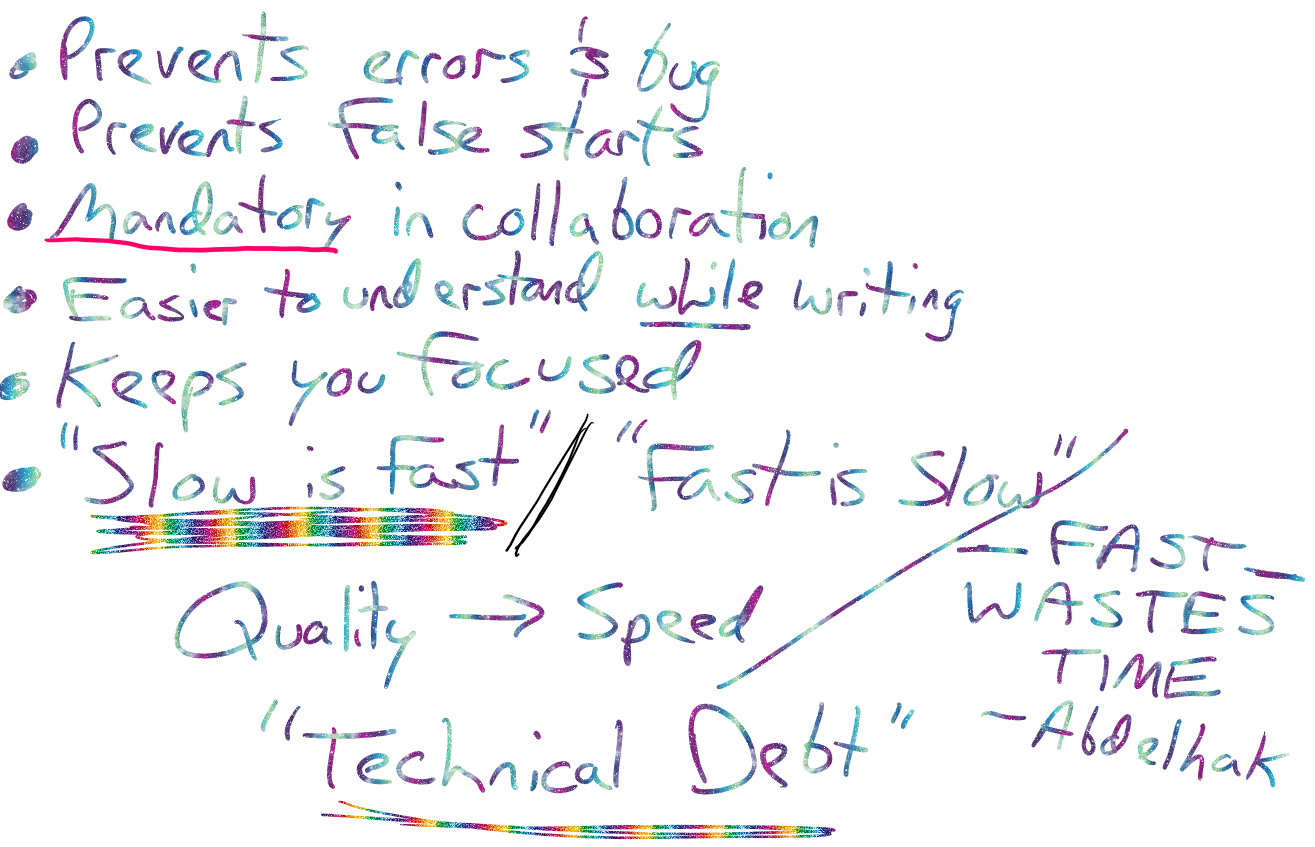 • Prevents errors & bug
• Prevents false starts
• Mandatory in collaboration
• Easier to understand while writing
• Keeps you focused
• "Slow is fast" // "Fast is slow"
Quality → Speed
"Technical Debt"
– FAST –
WASTES
TIME
~ Abdelhak